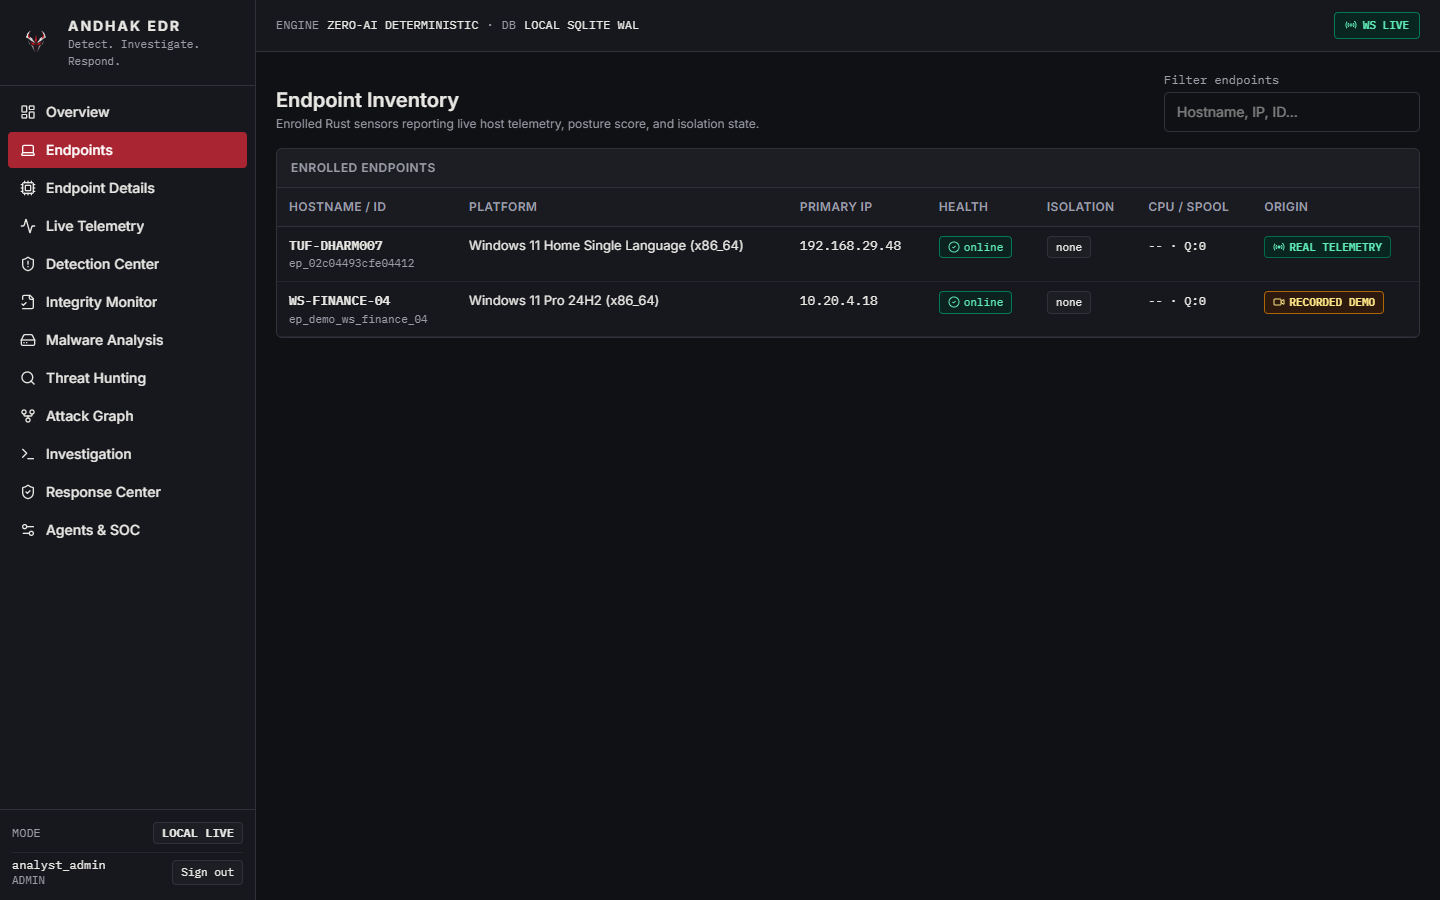 ANDHAK EDR
Detect. Investigate.
Respond.
Overview
Endpoints
Endpoint Details
Live Telemetry
Detection Center
Integrity Monitor
Malware Analysis
Threat Hunting
Attack Graph
Investigation
Response Center
Agents & SOC
MODE LOCAL LIVE
analyst_admin
ADMIN
Sign out
ENGINE ZERO-AI DETERMINISTIC · DB LOCAL SQLITE WAL
WS LIVE
Endpoint Inventory
Enrolled Rust sensors reporting live host telemetry, posture score, and isolation state.
Filter endpoints
Hostname, IP, ID...
ENROLLED ENDPOINTS
HOSTNAME / ID PLATFORM PRIMARY IP HEALTH ISOLATION CPU / SPOOL ORIGIN
TUF-DHARM007 Windows 11 Home Single Language (x86_64) 192.168.29.48 online none -- · Q:0 REAL TELEMETRY
ep_02c04493cfe04412
WS-FINANCE-04 Windows 11 Pro 24H2 (x86_64) 10.20.4.18 online none -- · Q:0 RECORDED DEMO
ep_demo_ws_finance_04